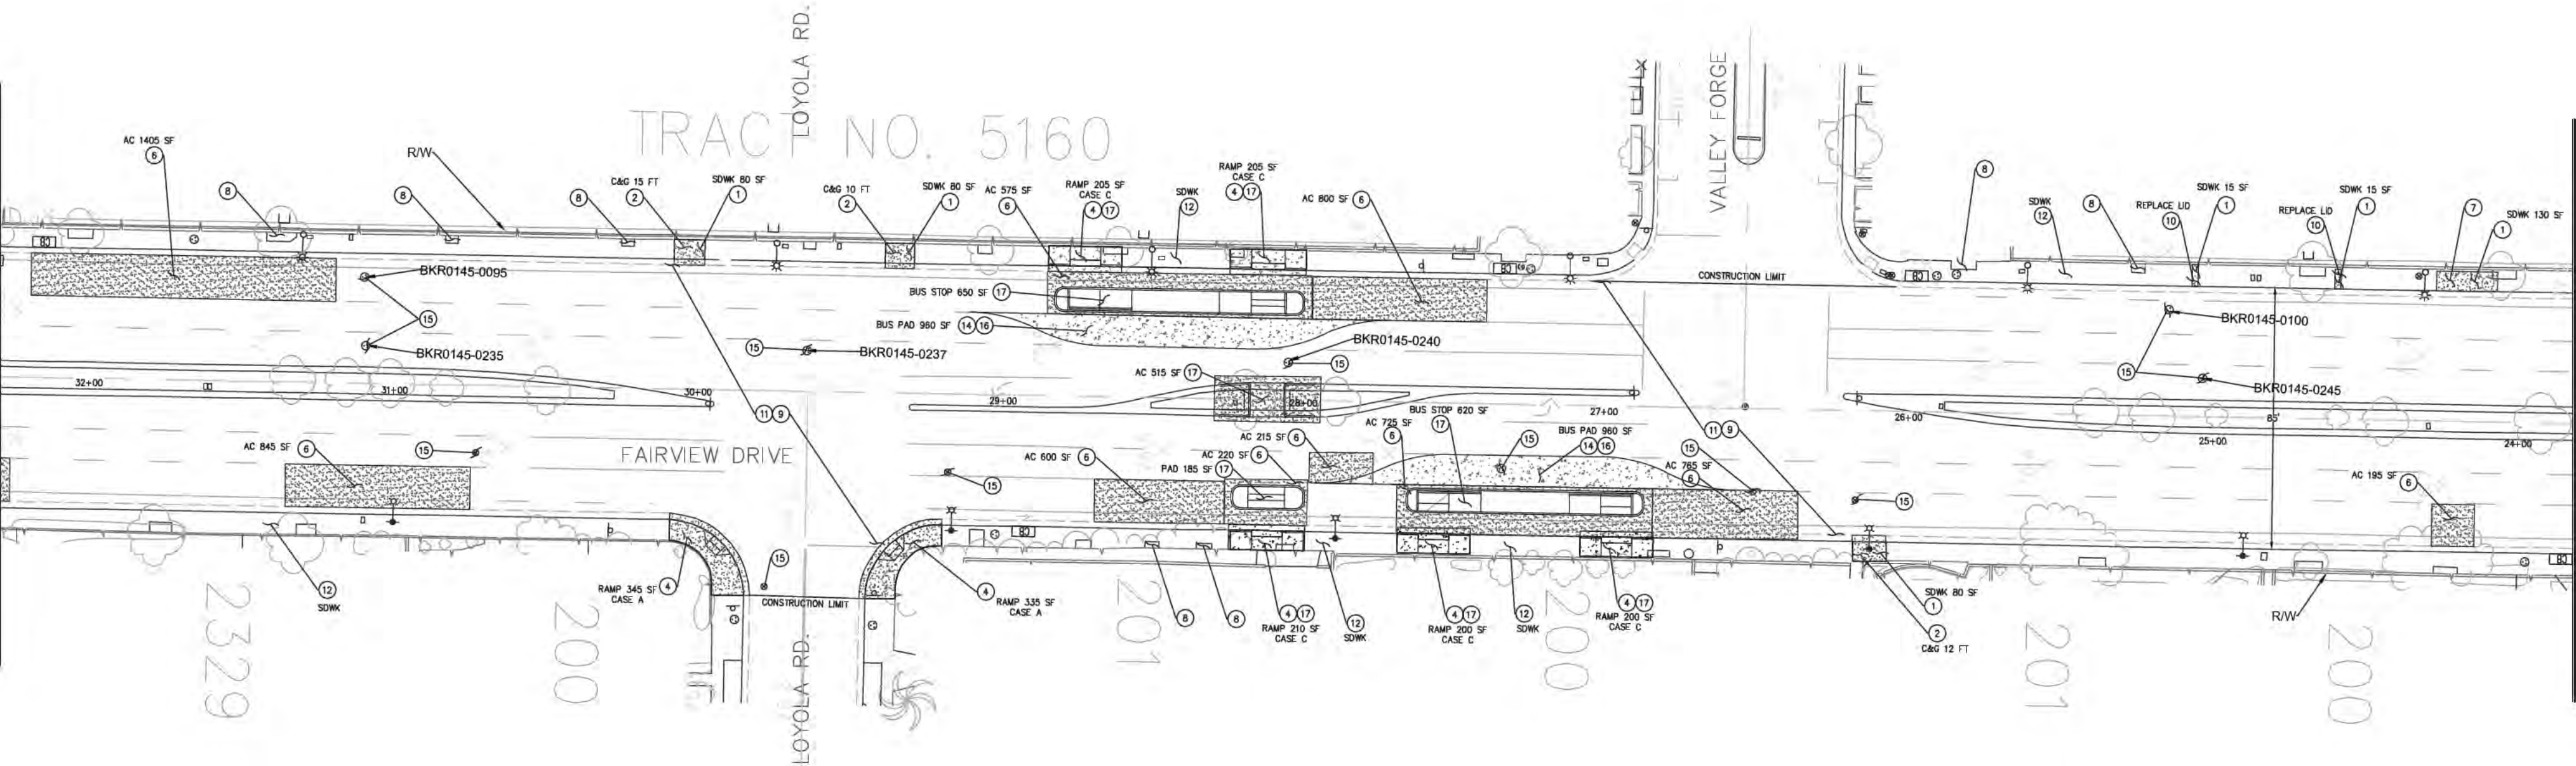 LOYOLA RD.
TRACT NO. 5160
VALLEY FORGE
AC 1405 SF
6
R/W
8
8
8
C&G 15 FT
2
SDWK 80 SF
1
C&G 10 FT
2
SDWK 80 SF
1
AC 575 SF
6
RAMP 205 SF
CASE C
4 17
SDWK
12
RAMP 205 SF
CASE C
4 17
AC 800 SF 6
8
SDWK
12
8
REPLACE LID
10
SDWK 15 SF
1
REPLACE LID
10
SDWK 15 SF
1
7
SDWK 130 SF
1
BKR0145-0095
15
BKR0145-0235
BUS STOP 650 SF 17
BUS PAD 960 SF 14 16
15
BKR0145-0237
BKR0145-0240
15
CONSTRUCTION LIMIT
BKR0145-0100
15
BKR0145-0245
32+00
31+00
30+00
29+00
28+00
27+00
26+00
25+00
24+00
85'
11 9
AC 515 SF 17
11 9
FAIRVIEW DRIVE
AC 845 SF 6
15
AC 600 SF 6
15
AC 220 SF 6
PAD 185 SF 17
AC 215 SF 6
AC 725 SF
6
BUS STOP 620 SF
17
15
BUS PAD 960 SF
14 16
15
AC 765 SF
6
15
AC 195 SF
6
12
SDWK
RAMP 345 SF 4
CASE A
15
CONSTRUCTION LIMIT
4
RAMP 335 SF
CASE A
8
8
4 17
RAMP 210 SF
CASE C
12
SDWK
4 17
RAMP 200 SF
CASE C
12
SDWK
4 17
RAMP 200 SF
CASE C
SDWK 80 SF
1
2
C&G 12 FT
R/W
2329
200
201
200
201
200
LOYOLA RD.